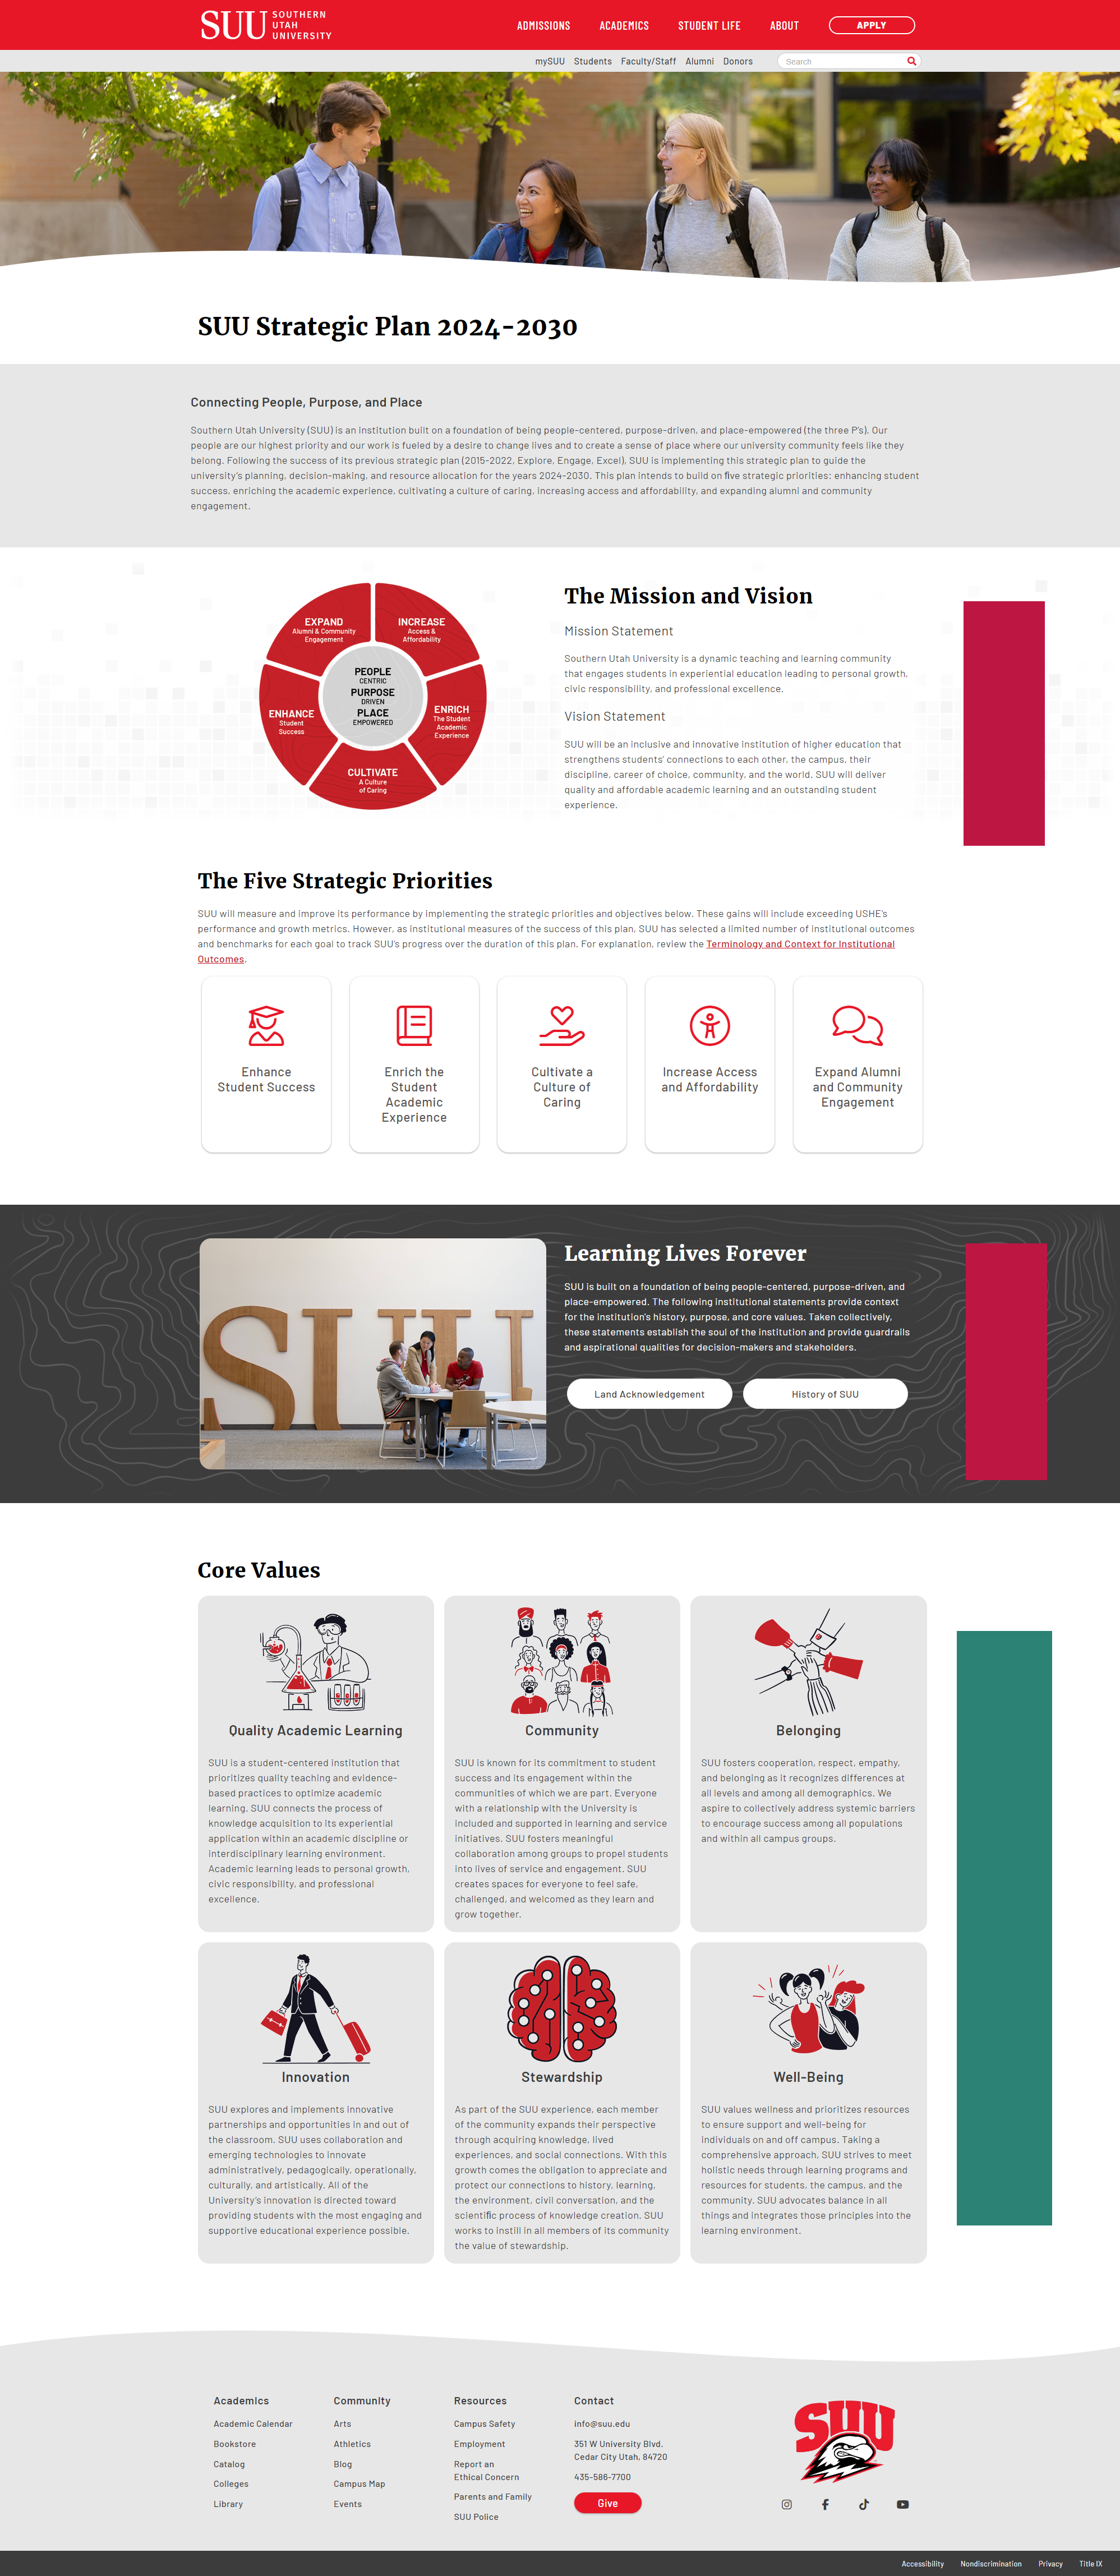 SUU SOUTHERN UTAH UNIVERSITY
ADMISSIONS ACADEMICS STUDENT LIFE ABOUT APPLY
mySUU Students Faculty/Staff Alumni Donors Search
SUU Strategic Plan 2024-2030
Connecting People, Purpose, and Place
Southern Utah University (SUU) is an institution built on a foundation of being people-centered, purpose-driven, and place-empowered (the three P's). Our
people are our highest priority and our work is fueled by a desire to change lives and to create a sense of place where our university community feels like they
belong. Following the success of its previous strategic plan (2015-2022, Explore, Engage, Excel), SUU is implementing this strategic plan to guide the
university's planning, decision-making, and resource allocation for the years 2024-2030. This plan intends to build on five strategic priorities: enhancing student
success, enriching the academic experience, cultivating a culture of caring, increasing access and affordability, and expanding alumni and community
engagement.
EXPAND
Alumni & Community
Engagement
INCREASE
Access &
Affordability
ENHANCE
Student
Success
PEOPLE
CENTRIC
PURPOSE
DRIVEN
PLACE
EMPOWERED
ENRICH
The Student
Academic
Experience
CULTIVATE
A Culture
of Caring
The Mission and Vision
Mission Statement
Southern Utah University is a dynamic teaching and learning community
that engages students in experiential education leading to personal growth,
civic responsibility, and professional excellence.
Vision Statement
SUU will be an inclusive and innovative institution of higher education that
strengthens students' connections to each other, the campus, their
discipline, career of choice, community, and the world. SUU will deliver
quality and affordable academic learning and an outstanding student
experience.
The Five Strategic Priorities
SUU will measure and improve its performance by implementing the strategic priorities and objectives below. These gains will include exceeding USHE's
performance and growth metrics. However, as institutional measures of the success of this plan, SUU has selected a limited number of institutional outcomes
and benchmarks for each goal to track SUU's progress over the duration of this plan. For explanation, review the Terminology and Context for Institutional
Outcomes.
Enhance
Student Success
Enrich the
Student
Academic
Experience
Cultivate a
Culture of
Caring
Increase Access
and Affordability
Expand Alumni
and Community
Engagement
SUU
Learning Lives Forever
SUU is built on a foundation of being people-centered, purpose-driven, and
place-empowered. The following institutional statements provide context
for the institution's history, purpose, and core values. Taken collectively,
these statements establish the soul of the institution and provide guardrails
and aspirational qualities for decision-makers and stakeholders.
Land Acknowledgement History of SUU
Core Values
Quality Academic Learning
SUU is a student-centered institution that
prioritizes quality teaching and evidence-
based practices to optimize academic
learning. SUU connects the process of
knowledge acquisition to its experiential
application within an academic discipline or
interdisciplinary learning environment.
Academic learning leads to personal growth,
civic responsibility, and professional
excellence.
Community
SUU is known for its commitment to student
success and its engagement within the
communities of which we are part. Everyone
with a relationship with the University is
included and supported in learning and service
initiatives. SUU fosters meaningful
collaboration among groups to propel students
into lives of service and engagement. SUU
creates spaces for everyone to feel safe,
challenged, and welcomed as they learn and
grow together.
Belonging
SUU fosters cooperation, respect, empathy,
and belonging as it recognizes differences at
all levels and among all demographics. We
aspire to collectively address systemic barriers
to encourage success among all populations
and within all campus groups.
Innovation
SUU explores and implements innovative
partnerships and opportunities in and out of
the classroom. SUU uses collaboration and
emerging technologies to innovate
administratively, pedagogically, operationally,
culturally, and artistically. All of the
University's innovation is directed toward
providing students with the most engaging and
supportive educational experience possible.
Stewardship
As part of the SUU experience, each member
of the community expands their perspective
through acquiring knowledge, lived
experiences, and social connections. With this
growth comes the obligation to appreciate and
protect our connections to history, learning,
the environment, civil conversation, and the
scientific process of knowledge creation. SUU
works to instill in all members of its community
the value of stewardship.
Well-Being
SUU values wellness and prioritizes resources
to ensure support and well-being for
individuals on and off campus. Taking a
comprehensive approach, SUU strives to meet
holistic needs through learning programs and
resources for students, the campus, and the
community. SUU advocates balance in all
things and integrates those principles into the
learning environment.
Academics
Academic Calendar
Bookstore
Catalog
Colleges
Library
Community
Arts
Athletics
Blog
Campus Map
Events
Resources
Campus Safety
Employment
Report an
Ethical Concern
Parents and Family
SUU Police
Contact
info@suu.edu
351 W University Blvd.
Cedar City Utah, 84720
435-586-7700
Give
SUU
Accessibility Nondiscrimination Privacy Title IX